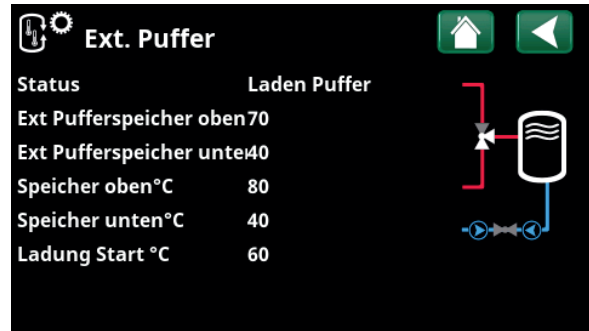 Ext. Puffer
Status Laden Puffer
Ext Pufferspeicher oben 70
Ext Pufferspeicher unte 40
Speicher oben°C 80
Speicher unten°C 40
Ladung Start °C 60